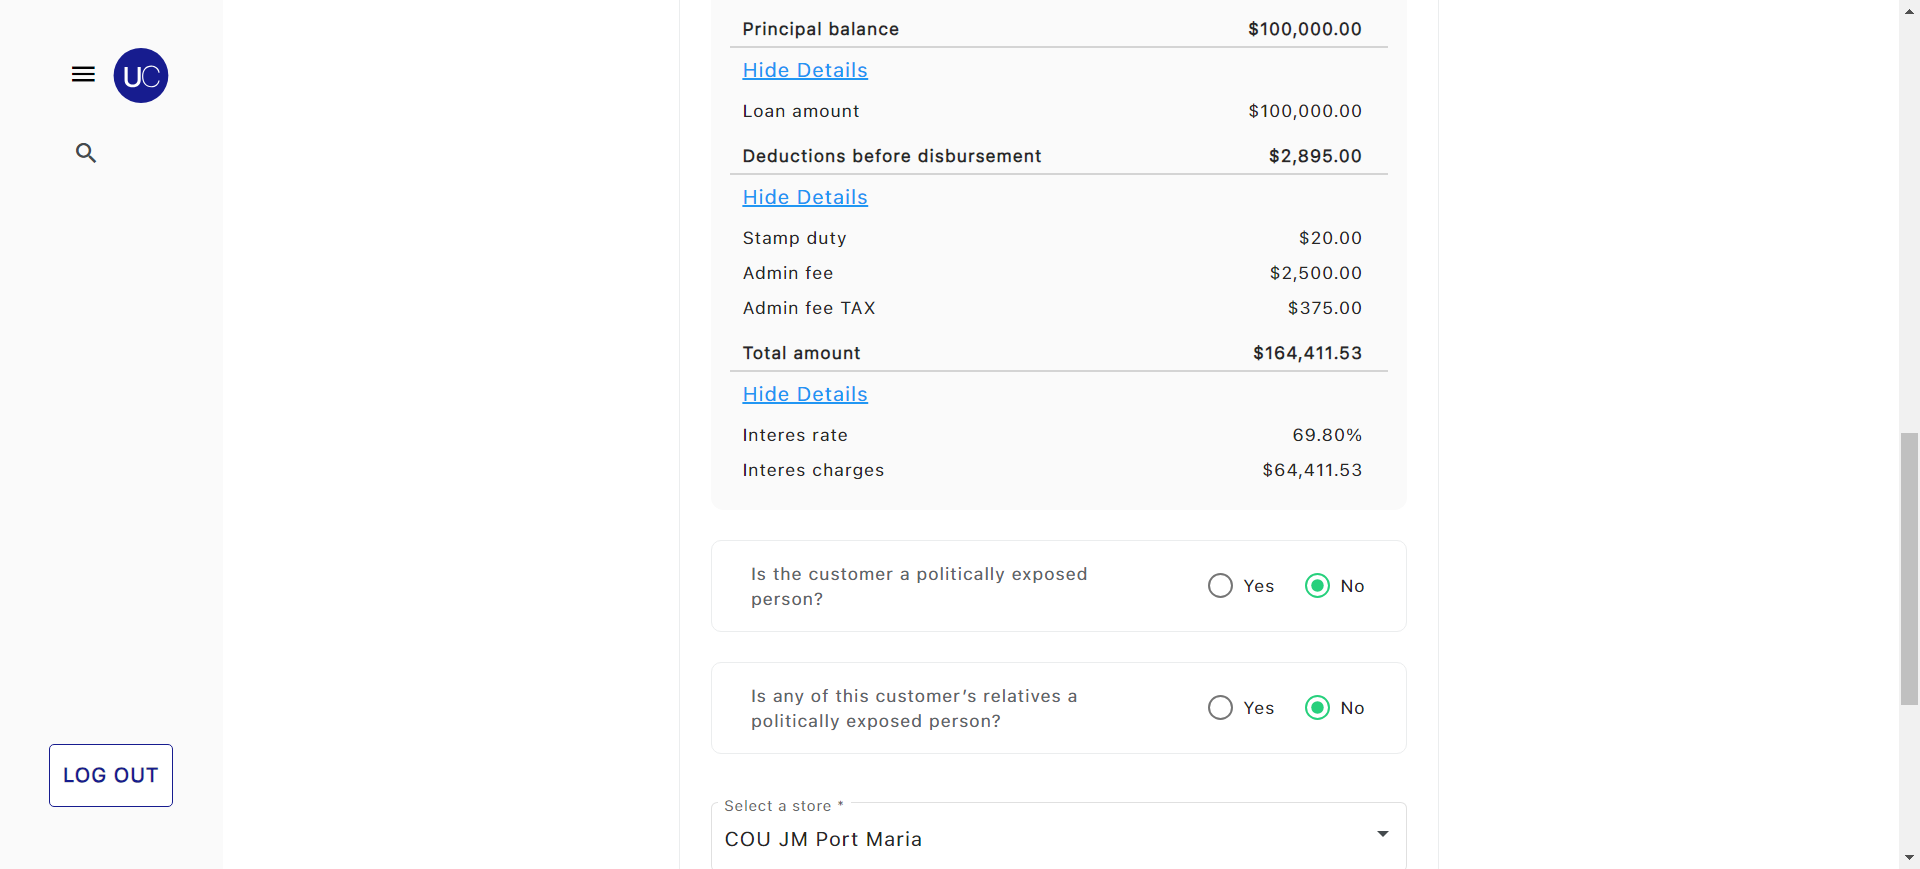 UC
LOG OUT
Principal balance $100,000.00
Hide Details
Loan amount $100,000.00
Deductions before disbursement $2,895.00
Hide Details
Stamp duty $20.00
Admin fee $2,500.00
Admin fee TAX $375.00
Total amount $164,411.53
Hide Details
Interes rate 69.80%
Interes charges $64,411.53
Is the customer a politically exposed
person?
Yes No
Is any of this customer’s relatives a
politically exposed person?
Yes No
Select a store *
COU JM Port Maria